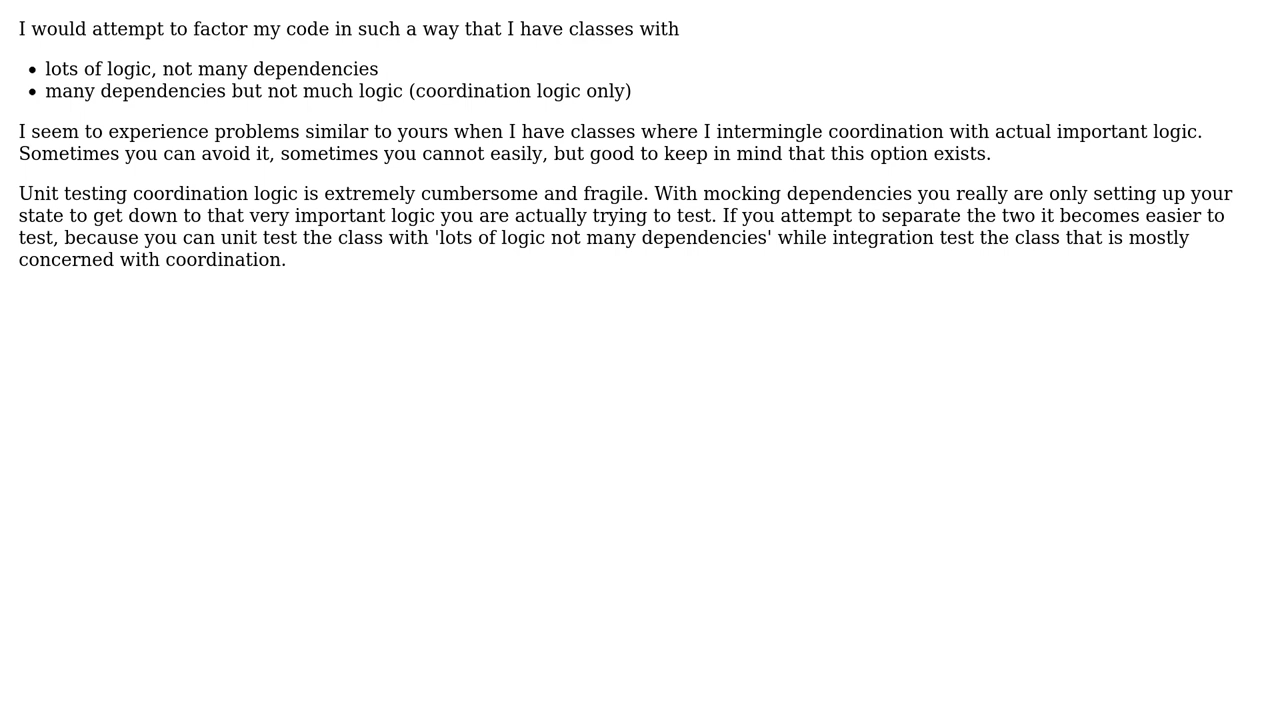 I would attempt to factor my code in such a way that I have classes with
• lots of logic, not many dependencies
• many dependencies but not much logic (coordination logic only)
I seem to experience problems similar to yours when I have classes where I intermingle coordination with actual important logic.
Sometimes you can avoid it, sometimes you cannot easily, but good to keep in mind that this option exists.
Unit testing coordination logic is extremely cumbersome and fragile. With mocking dependencies you really are only setting up your
state to get down to that very important logic you are actually trying to test. If you attempt to separate the two it becomes easier to
test, because you can unit test the class with 'lots of logic not many dependencies' while integration test the class that is mostly
concerned with coordination.